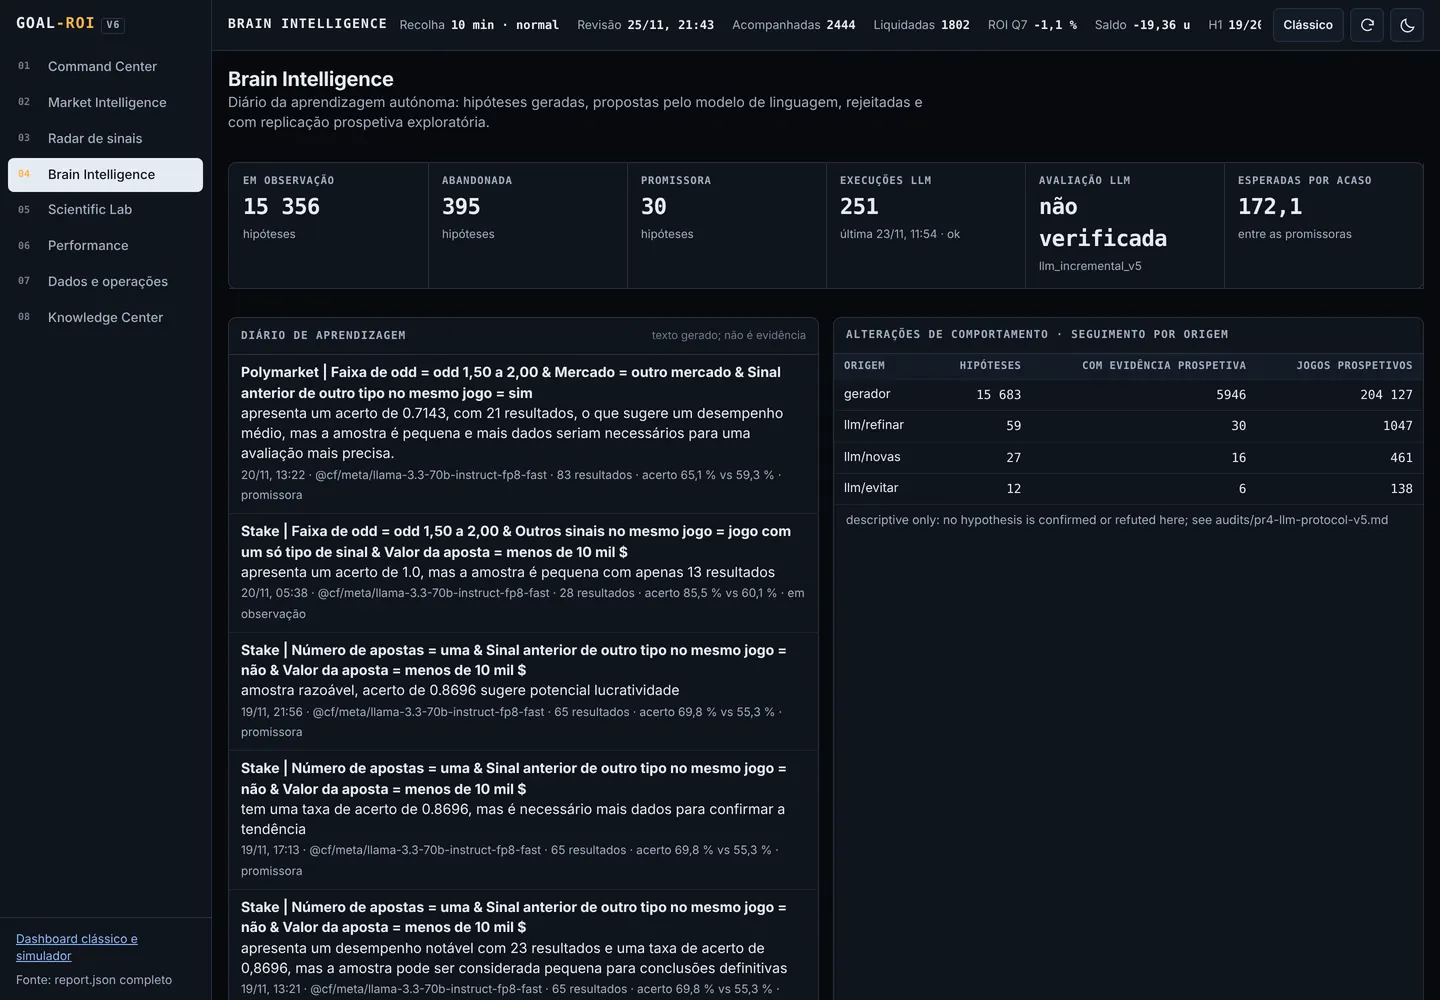 GOAL-ROI V6
01 Command Center
02 Market Intelligence
03 Radar de sinais
04 Brain Intelligence
05 Scientific Lab
06 Performance
07 Dados e operações
08 Knowledge Center
Dashboard clássico e
simulador
Fonte: report.json completo
BRAIN INTELLIGENCE Recolha 10 min · normal Revisão 25/11, 21:43 Acompanhadas 2444 Liquidadas 1802 ROI Q7 -1,1 % Saldo -19,36 u H1 19/20 Clássico
Brain Intelligence
Diário da aprendizagem autónoma: hipóteses geradas, propostas pelo modelo de linguagem, rejeitadas e
com replicação prospetiva exploratória.
EM OBSERVAÇÃO
15 356
hipóteses
ABANDONADA
395
hipóteses
PROMISSORA
30
hipóteses
EXECUÇÕES LLM
251
última 23/11, 11:54 · ok
AVALIAÇÃO LLM
não
verificada
llm_incremental_v5
ESPERADAS POR ACASO
172,1
entre as promissoras
DIÁRIO DE APRENDIZAGEM texto gerado; não é evidência
Polymarket | Faixa de odd = odd 1,50 a 2,00 & Mercado = outro mercado & Sinal
anterior de outro tipo no mesmo jogo = sim
apresenta um acerto de 0.7143, com 21 resultados, o que sugere um desempenho
médio, mas a amostra é pequena e mais dados seriam necessários para uma
avaliação mais precisa.
20/11, 13:22 · @cf/meta/llama-3.3-70b-instruct-fp8-fast · 83 resultados · acerto 65,1 % vs 59,3 % ·
promissora
Stake | Faixa de odd = odd 1,50 a 2,00 & Outros sinais no mesmo jogo = jogo com
um só tipo de sinal & Valor da aposta = menos de 10 mil $
apresenta um acerto de 1.0, mas a amostra é pequena com apenas 13 resultados
20/11, 05:38 · @cf/meta/llama-3.3-70b-instruct-fp8-fast · 28 resultados · acerto 85,5 % vs 60,1 % · em
observação
Stake | Número de apostas = uma & Sinal anterior de outro tipo no mesmo jogo =
não & Valor da aposta = menos de 10 mil $
amostra razoável, acerto de 0.8696 sugere potencial lucratividade
19/11, 21:56 · @cf/meta/llama-3.3-70b-instruct-fp8-fast · 65 resultados · acerto 69,8 % vs 55,3 % ·
promissora
Stake | Número de apostas = uma & Sinal anterior de outro tipo no mesmo jogo =
não & Valor da aposta = menos de 10 mil $
tem uma taxa de acerto de 0.8696, mas é necessário mais dados para confirmar a
tendência
19/11, 17:13 · @cf/meta/llama-3.3-70b-instruct-fp8-fast · 65 resultados · acerto 69,8 % vs 55,3 % ·
promissora
Stake | Número de apostas = uma & Sinal anterior de outro tipo no mesmo jogo =
não & Valor da aposta = menos de 10 mil $
apresenta um desempenho notável com 23 resultados e uma taxa de acerto de
0,8696, mas a amostra pode ser considerada pequena para conclusões definitivas
19/11, 13:21 · @cf/meta/llama-3.3-70b-instruct-fp8-fast · 65 resultados · acerto 69,8 % vs 55,3 % ·
ALTERAÇÕES DE COMPORTAMENTO · SEGUIMENTO POR ORIGEM
ORIGEM HIPÓTESES COM EVIDÊNCIA PROSPETIVA JOGOS PROSPETIVOS
gerador 15 683 5946 204 127
llm/refinar 59 30 1047
llm/novas 27 16 461
llm/evitar 12 6 138
descriptive only: no hypothesis is confirmed or refuted here; see audits/pr4-llm-protocol-v5.md